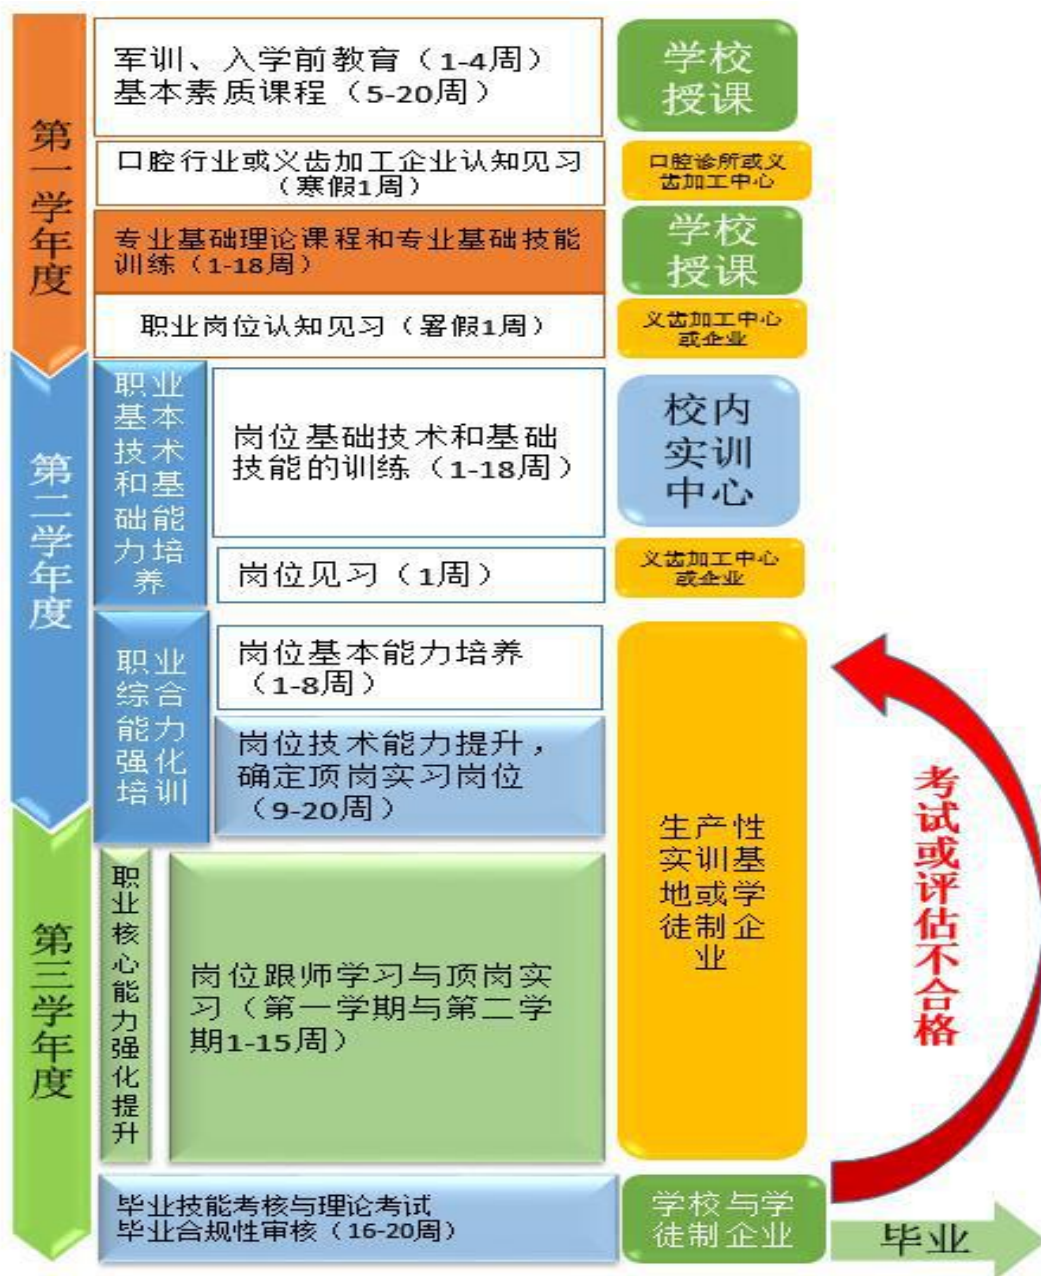 第一学年度
军训、入学前教育（1-4周）
基本素质课程（5-20周）
学校
授课
口腔行业或义齿加工企业认知见习
（寒假1周）
口腔诊所或义
齿加工中心
专业基础理论课程和专业基础技能
训练（1-18周）
学校
授课
职业岗位认知见习（署假1周）
义齿加工中心
或企业
第二学年度
职业
基本
技术
和基
础能
力培
养
岗位基础技术和基础
技能的训练（1-18周）
校内
实训
中心
岗位见习（1周）
义齿加工中心
或企业
职业
综合
能力
强化
培训
岗位基本能力培养
（1-8周）
岗位技术能力提升，
确定顶岗实习岗位
（9-20周）
生产性
实训基
地或学
徒制企
业
考试或评估不合格
第三学年度
职业核心能力强化提升
岗位跟师学习与顶岗实
习（第一学期与第二学
期1-15周）
毕业技能考核与理论考试
毕业合规性审核（16-20周）
学校与学
徒制企业
毕业